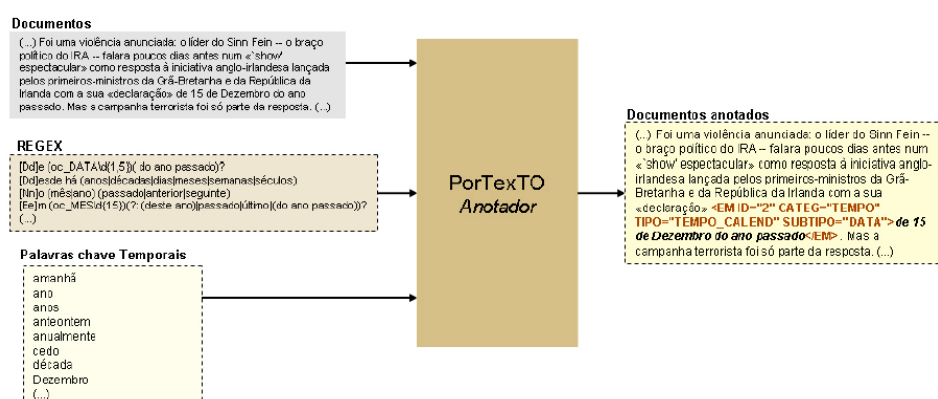 Documentos
(...) Foi uma violência anunciada: o líder do Sinn Fein -- o braço
político do IRA -- falara poucos dias antes num «`show'
espectacular» como resposta à iniciativa anglo-irlandesa lançada
pelos primeiros-ministros da Grã-Bretanha e da República da
Irlanda com a sua «declaração» de 15 de Dezembro do ano
passado. Mas a campanha terrorista foi só parte da resposta. (...)
REGEX
[Dd]e (oc_DATA\d{1,5})( do ano passado)?
[Dd]esde há (anos|décadas|dias|meses|semanas|séculos)
[Nn]o (mês|ano) (passado|anterior|seguinte)
[Ee]m (oc_MES\d{15})(?:(deste ano)|passado|último|(do ano passado))?
(...)
Palavras chave Temporais
amanhã
ano
anos
anteontem
anualmente
cedo
década
Dezembro
(...)
PorTexTO
Anotador
Documentos anotados
(...) Foi uma violência anunciada: o líder do Sinn Fein --
o braço político do IRA -- falara poucos dias antes num
«`show' espectacular» como resposta à iniciativa anglo-
irlandesa lançada pelos primeiros-ministros da Grã-
Bretanha e da República da Irlanda com a sua
«declaração» <EM ID="2" CATEG="TEMPO"
TIPO="TEMPO_CALEND" SUBTIPO="DATA">de 15
de Dezembro do ano passado</EM>. Mas a
campanha terrorista foi só parte da resposta. (...)